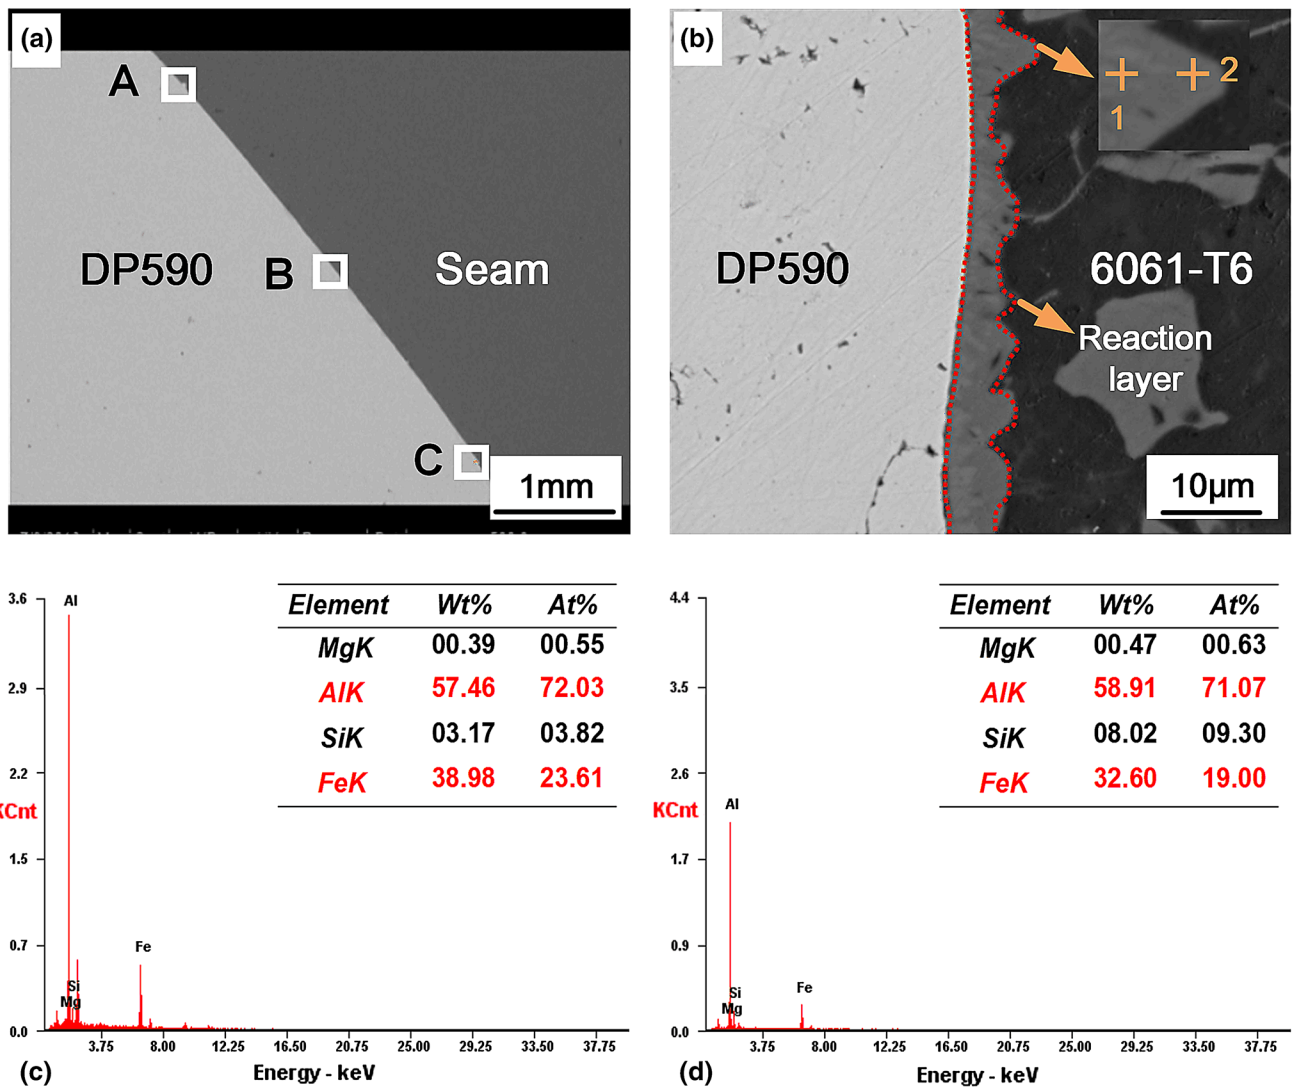 (a)
A
DP590
B
Seam
C
1mm
(b)
1
2
DP590
6061-T6
Reaction
layer
10μm
3.6
2.9
2.2
KCnt
1.5
0.7
0.0
Al
Si
Mg
Fe
Element Wt% At%
MgK 00.39 00.55
AlK 57.46 72.03
SiK 03.17 03.82
FeK 38.98 23.61
3.75 8.00 12.25 16.50 20.75 25.00 29.25 33.50 37.75
(c)
Energy - keV
4.4
3.5
2.6
KCnt
1.7
0.9
0.0
Al
Si
Mg
Fe
Element Wt% At%
MgK 00.47 00.63
AlK 58.91 71.07
SiK 08.02 09.30
FeK 32.60 19.00
3.75 8.00 12.25 16.50 20.75 25.00 29.25 33.50 37.75
(d)
Energy - keV